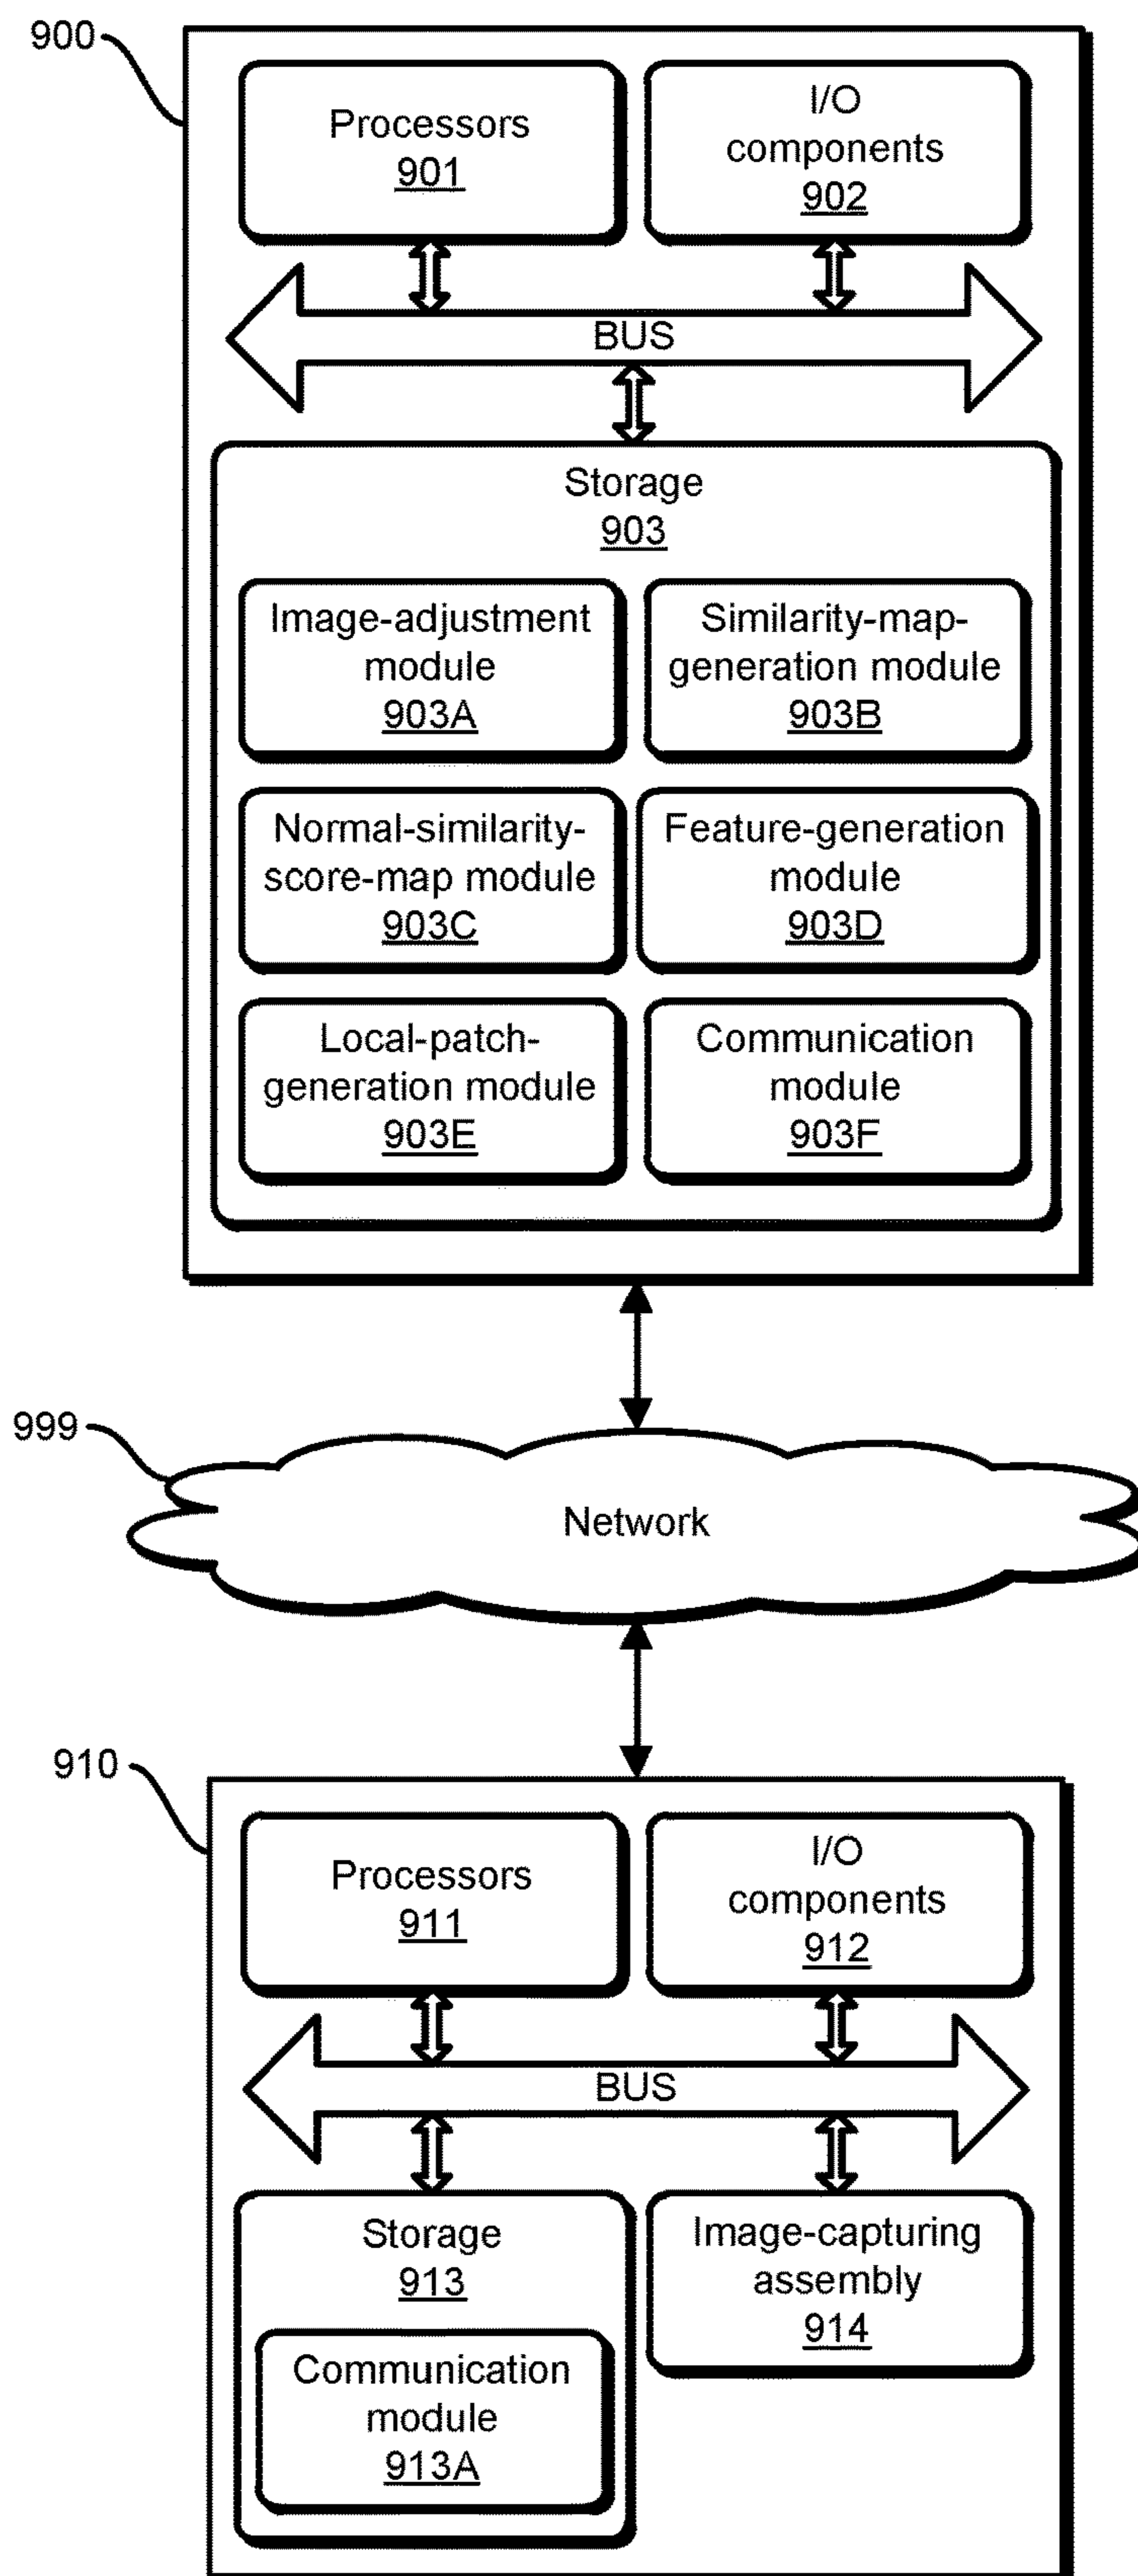 900
Processors
901
I/O
components
902
BUS
Storage
903
Image-adjustment
module
903A
Similarity-map-
generation module
903B
Normal-similarity-
score-map module
903C
Feature-generation
module
903D
Local-patch-
generation module
903E
Communication
module
903F
999
Network
910
Processors
911
I/O
components
912
BUS
Storage
913
Communication
module
913A
Image-capturing
assembly
914